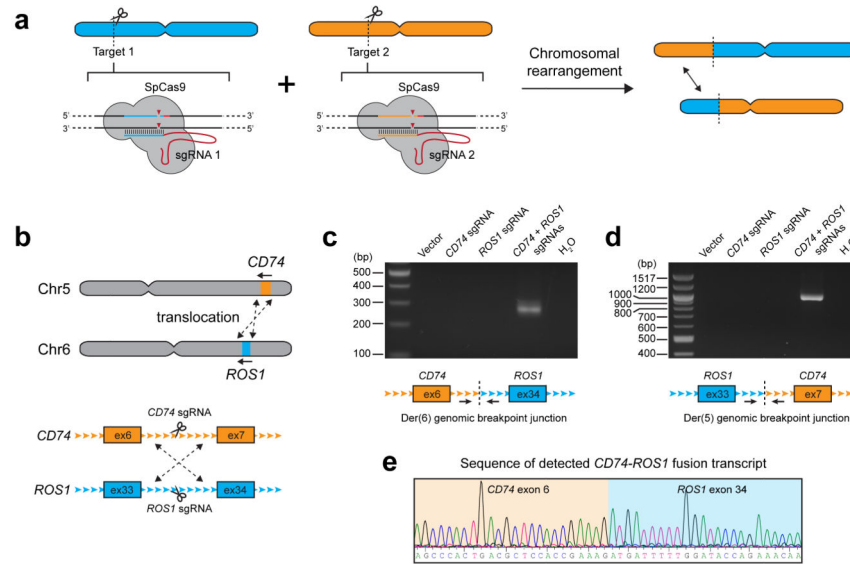 a
Target 1
Target 2
SpCas9
SpCas9
Chromosomal
rearrangement
5'
3'
3'
5'
5'
3'
3'
5'
sgRNA 1
sgRNA 2
b
CD74
Chr5
translocation
Chr6
ROS1
CD74 sgRNA
CD74
ex6
ex7
ROS1
ex33
ex34
ROS1 sgRNA
c
Vector
CD74 sgRNA
ROS1 sgRNA
CD74 + ROS1
sgRNAs
H2O
(bp)
500
400
300
200
100
CD74
ROS1
ex6
ex34
Der(6) genomic breakpoint junction
d
Vector
CD74 sgRNA
ROS1 sgRNA
CD74 + ROS1
sgRNAs
(bp)
1517
1200
1000
900
800
700
600
500
400
ROS1
CD74
ex33
ex7
Der(5) genomic breakpoint junction
e
Sequence of detected CD74-ROS1 fusion transcript
CD74 exon 6
ROS1 exon 34
AGCCCACTGACGCTCCACCGAAAGATGATTTTTGGATACCAGAAACAA